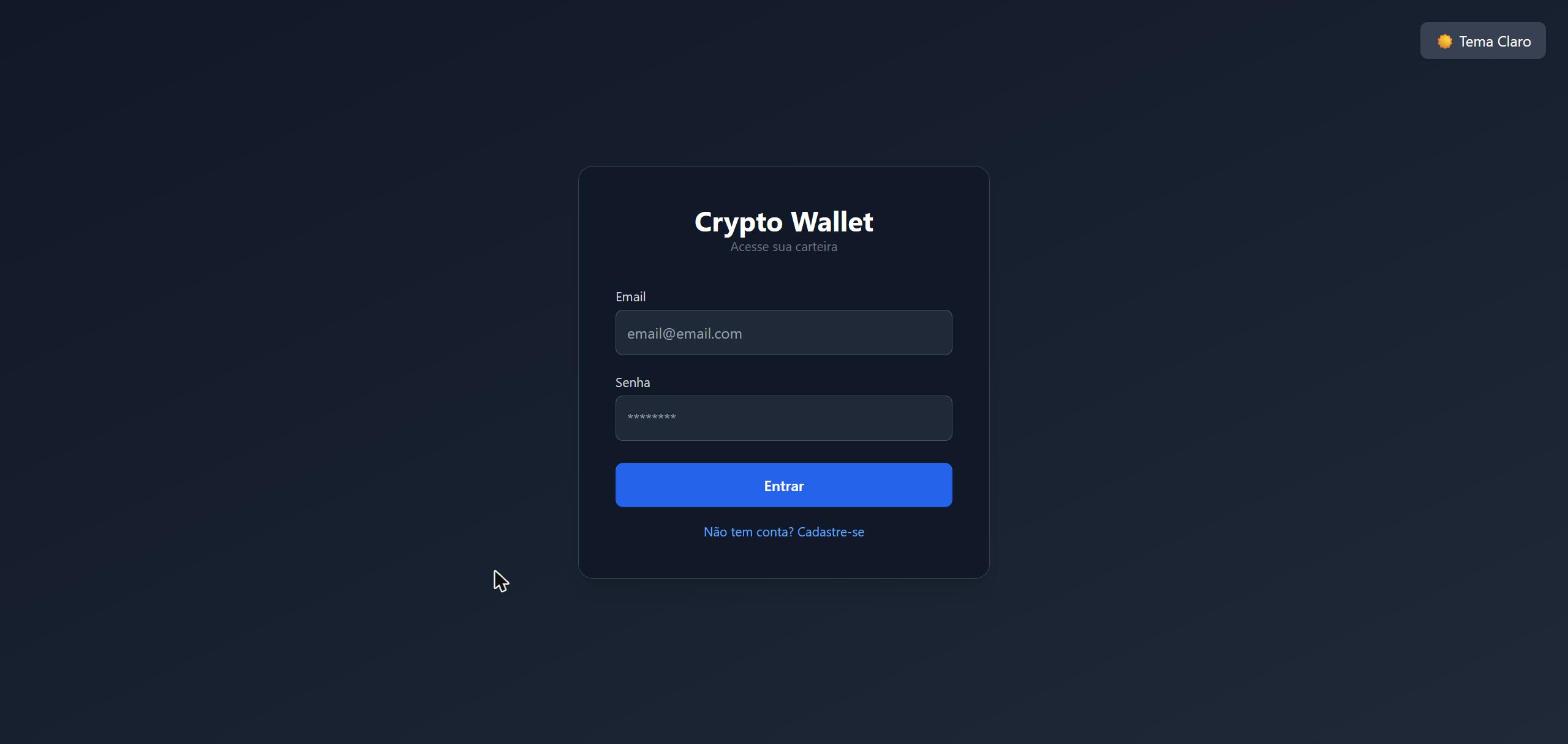 Tema Claro
Crypto Wallet
Acesse sua carteira
Email
email@email.com
Senha
********
Entrar
Não tem conta? Cadastre-se